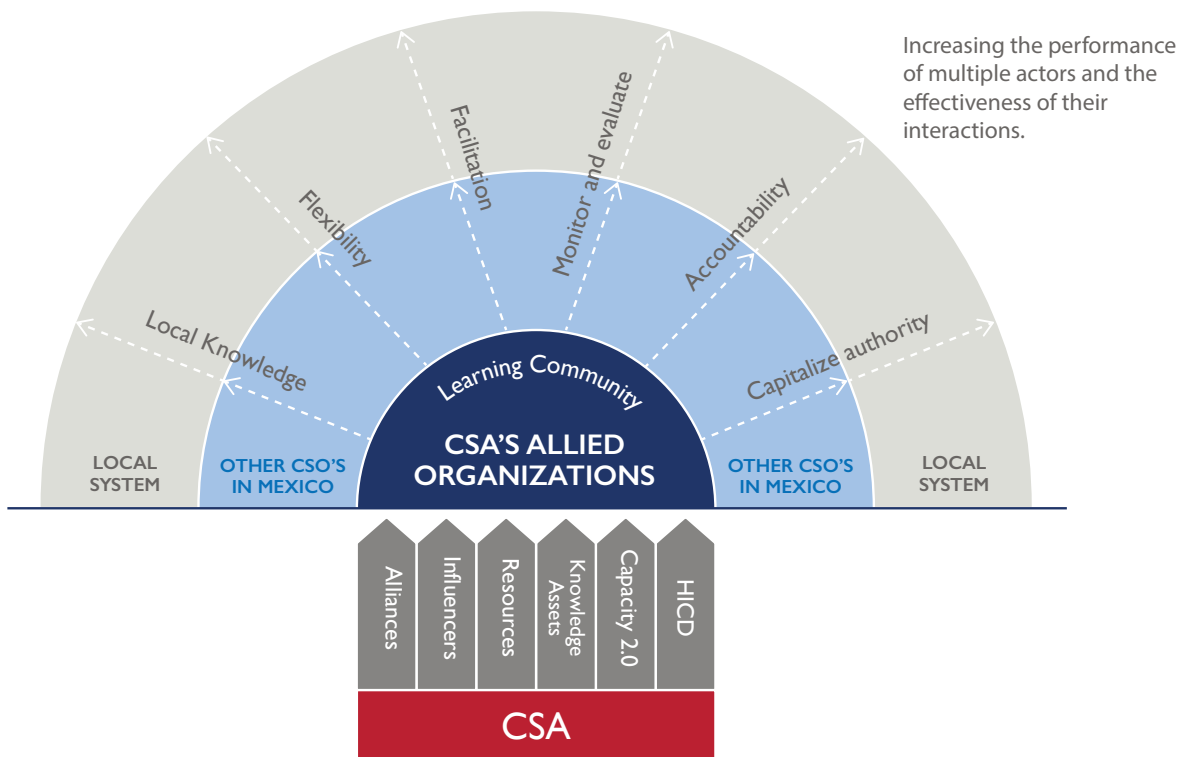 Increasing the performance
of multiple actors and the
effectiveness of their
interactions.
Local Knowledge
Flexibility
Facilitation
Monitor and evaluate
Accountability
Capitalize authority
Learning Community
CSA'S ALLIED
ORGANIZATIONS
LOCAL
SYSTEM
OTHER CSO'S
IN MEXICO
OTHER CSO'S
IN MEXICO
LOCAL
SYSTEM
Alliances
Influencers
Resources
Knowledge
Assets
Capacity 2.0
HICD
CSA